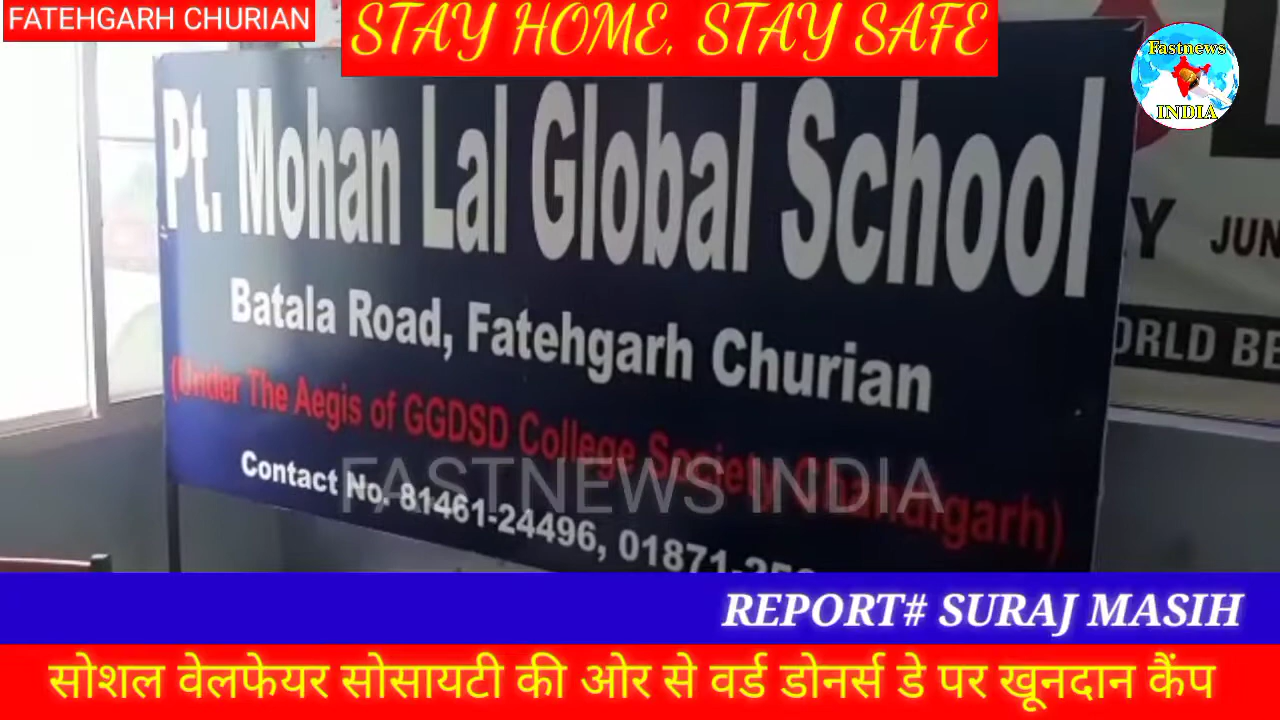 FATEHGARH CHURIAN
STAY HOME, STAY SAFE
Fastnews
INDIA
Pt. Mohan Lal Global School
Batala Road, Fatehgarh Churian
(Under The Aegis of GGDSD College Society Chandigarh)
Contact No. 81461-24496, 01871-
JUN
FASTNEWS INDIA
REPORT# SURAJ MASIH
सोशल वेलफेयर सोसायटी की ओर से वर्ड डोनर्स डे पर खूनदान कैंप